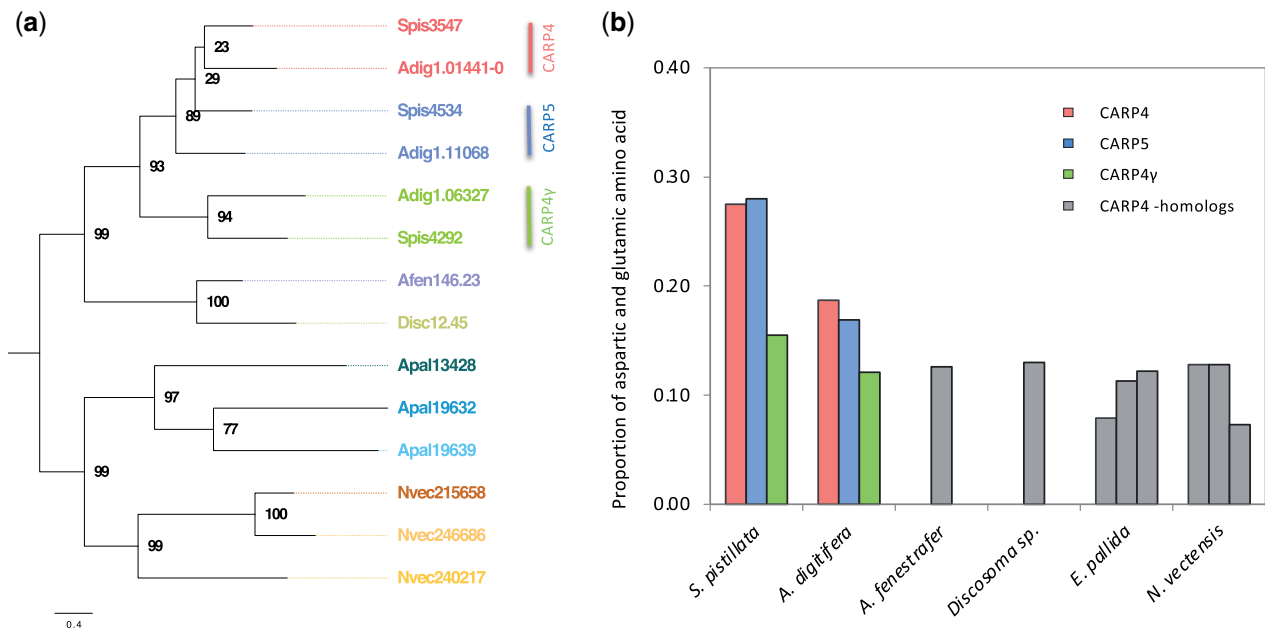 (a)
Spis3547
Adig1.01441-0
Spis4534
Adig1.11068
Adig1.06327
Spis4292
Afen146.23
Disc12.45
Apal13428
Apal19632
Apal19639
Nvec215658
Nvec246686
Nvec240217
23
29
89
93
94
99
100
97
77
99
100
99
CARP4
CARP5
CARP4γ
0.4
(b)
Proportion of aspartic and glutamic amino acid
0.40
0.30
0.20
0.10
0.00
CARP4
CARP5
CARP4γ
CARP4 -homologs
S. pistillata
A. digitifera
A. fenestrafer
Discosoma sp.
E. pallida
N. vectensis